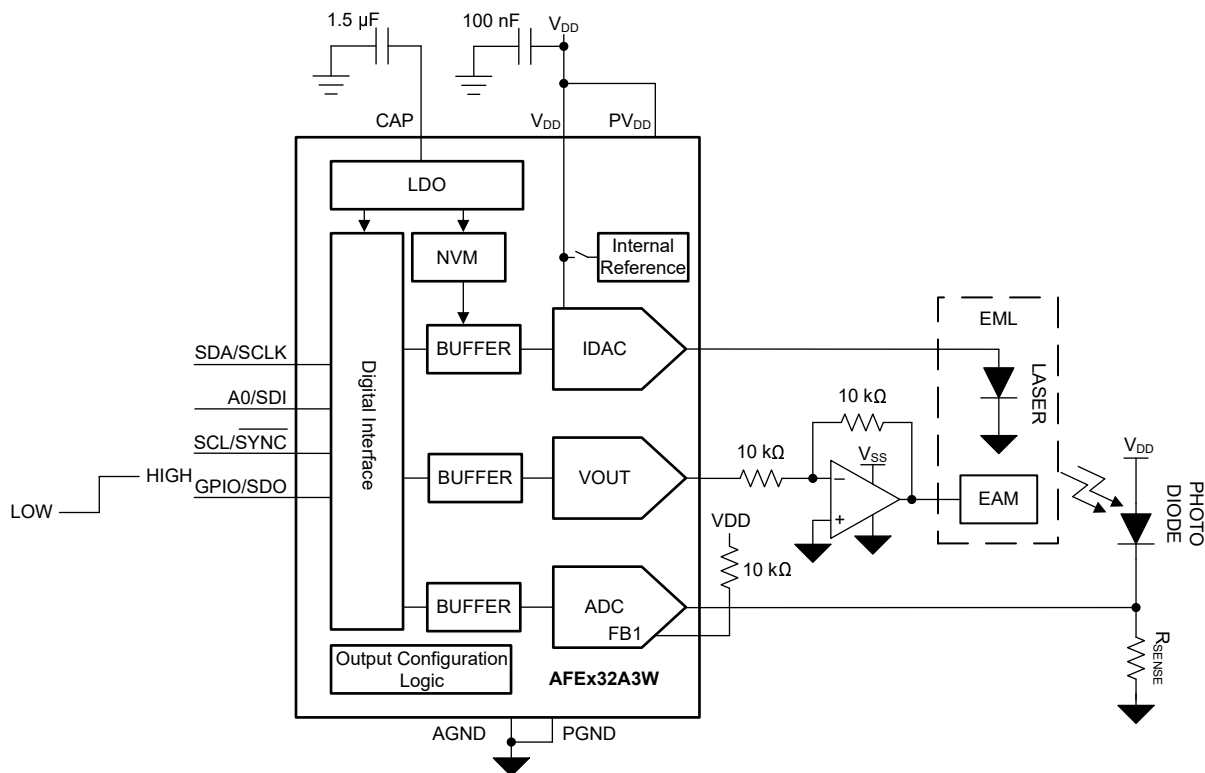 1.5 µF
100 nF
VDD
CAP
VDD
PVDD
LDO
NVM
Internal
Reference
BUFFER
IDAC
EML
LASER
SDA/SCLK
A0/SDI
SCL/SYNC
GPIO/SDO
LOW
HIGH
Digital Interface
BUFFER
VOUT
10 kΩ
10 kΩ
VSS
−
+
EAM
VDD
PHOTO
DIODE
VDD
10 kΩ
BUFFER
ADC
FB1
RSENSE
Output Configuration
Logic
AFEx32A3W
AGND
PGND